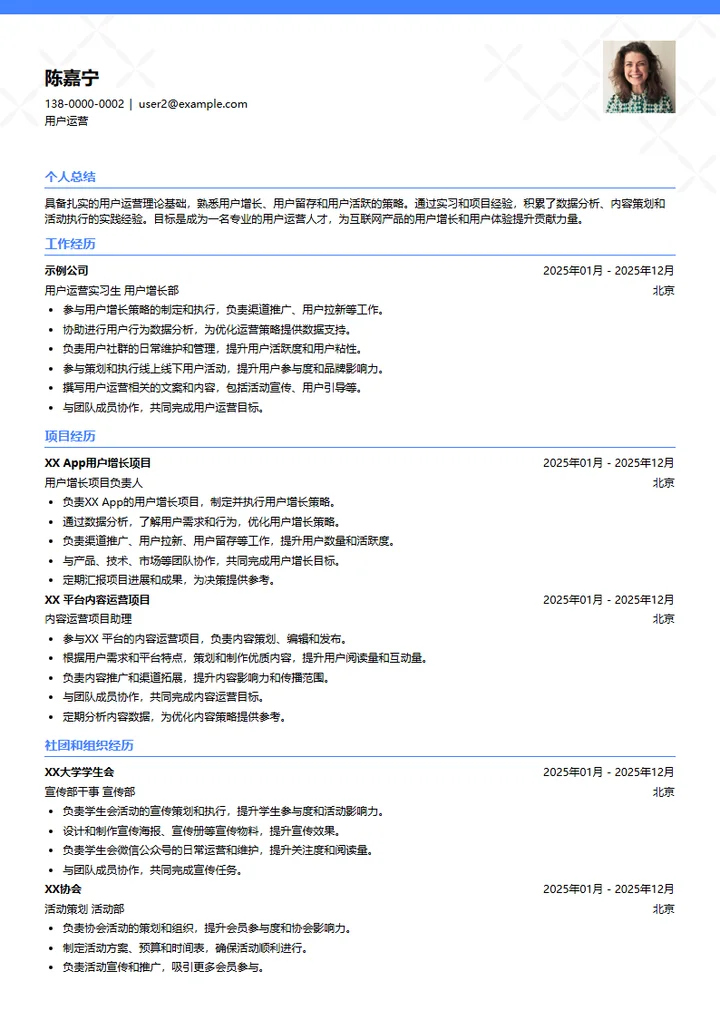 陈嘉宁
138-0000-0002 | user2@example.com
用户运营
个人总结
具备扎实的用户运营理论基础，熟悉用户增长、用户留存和用户活跃的策略。通过实习和项目经验，积累了数据分析、内容策划和
活动执行的实践经验。目标是成为一名专业的用户运营人才，为互联网产品的用户增长和用户体验提升贡献力量。
工作经历
示例公司 2025年01月 - 2025年12月
用户运营实习生 用户增长部 北京
• 参与用户增长策略的制定和执行，负责渠道推广、用户拉新等工作。
• 协助进行用户行为数据分析，为优化运营策略提供数据支持。
• 负责用户社群的日常维护和管理，提升用户活跃度和用户粘性。
• 参与策划和执行线上线下用户活动，提升用户参与度和品牌影响力。
• 撰写用户运营相关的文案和内容，包括活动宣传、用户引导等。
• 与团队成员协作，共同完成用户运营目标。
项目经历
XX App用户增长项目 2025年01月 - 2025年12月
用户增长项目负责人 北京
• 负责XX App的用户增长项目，制定并执行用户增长策略。
• 通过数据分析，了解用户需求和行为，优化用户增长策略。
• 负责渠道推广、用户拉新、用户留存等工作，提升用户数量和活跃度。
• 与产品、技术、市场等团队协作，共同完成用户增长目标。
• 定期汇报项目进展和成果，为决策提供参考。
XX 平台内容运营项目 2025年01月 - 2025年12月
内容运营项目助理 北京
• 参与XX 平台的内容运营项目，负责内容策划、编辑和发布。
• 根据用户需求和平台特点，策划和制作优质内容，提升用户阅读量和互动量。
• 负责内容推广和渠道拓展，提升内容影响力和传播范围。
• 与团队成员协作，共同完成内容运营目标。
• 定期分析内容数据，为优化内容策略提供参考。
社团和组织经历
XX大学学生会 2025年01月 - 2025年12月
宣传部干事 宣传部 北京
• 负责学生会活动的宣传策划和执行，提升学生参与度和活动影响力。
• 设计和制作宣传海报、宣传册等宣传物料，提升宣传效果。
• 负责学生会微信公众号的日常运营和维护，提升关注度和阅读量。
• 与团队成员协作，共同完成宣传任务。
XX协会 2025年01月 - 2025年12月
活动策划 活动部 北京
• 负责协会活动的策划和组织，提升会员参与度和协会影响力。
• 制定活动方案、预算和时间表，确保活动顺利进行。
• 负责活动宣传和推广，吸引更多会员参与。